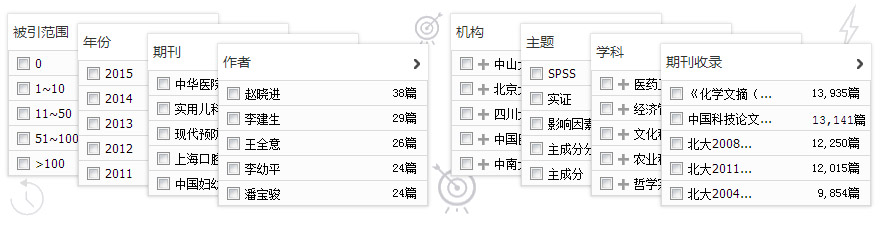 被引范围
0
1~10
11~50
51~100
>100
年份
2015
2014
2013
2012
2011
期刊
中华医院
实用儿科
现代预防
上海口腔
中国妇幼
作者
赵晓进 38篇
李建生 29篇
王全意 26篇
李幼平 24篇
潘宝骏 24篇
机构
中山大
北京大
四川大
中国医
中南大
主题
SPSS
实证
影响因素
主成分分
主成分
学科
医药卫
经济管
文化科
农业科
哲学宗
期刊收录
《化学文摘（... 13,935篇
中国科技论文... 13,141篇
北大2008... 12,250篇
北大2011... 12,015篇
北大2004... 9,854篇